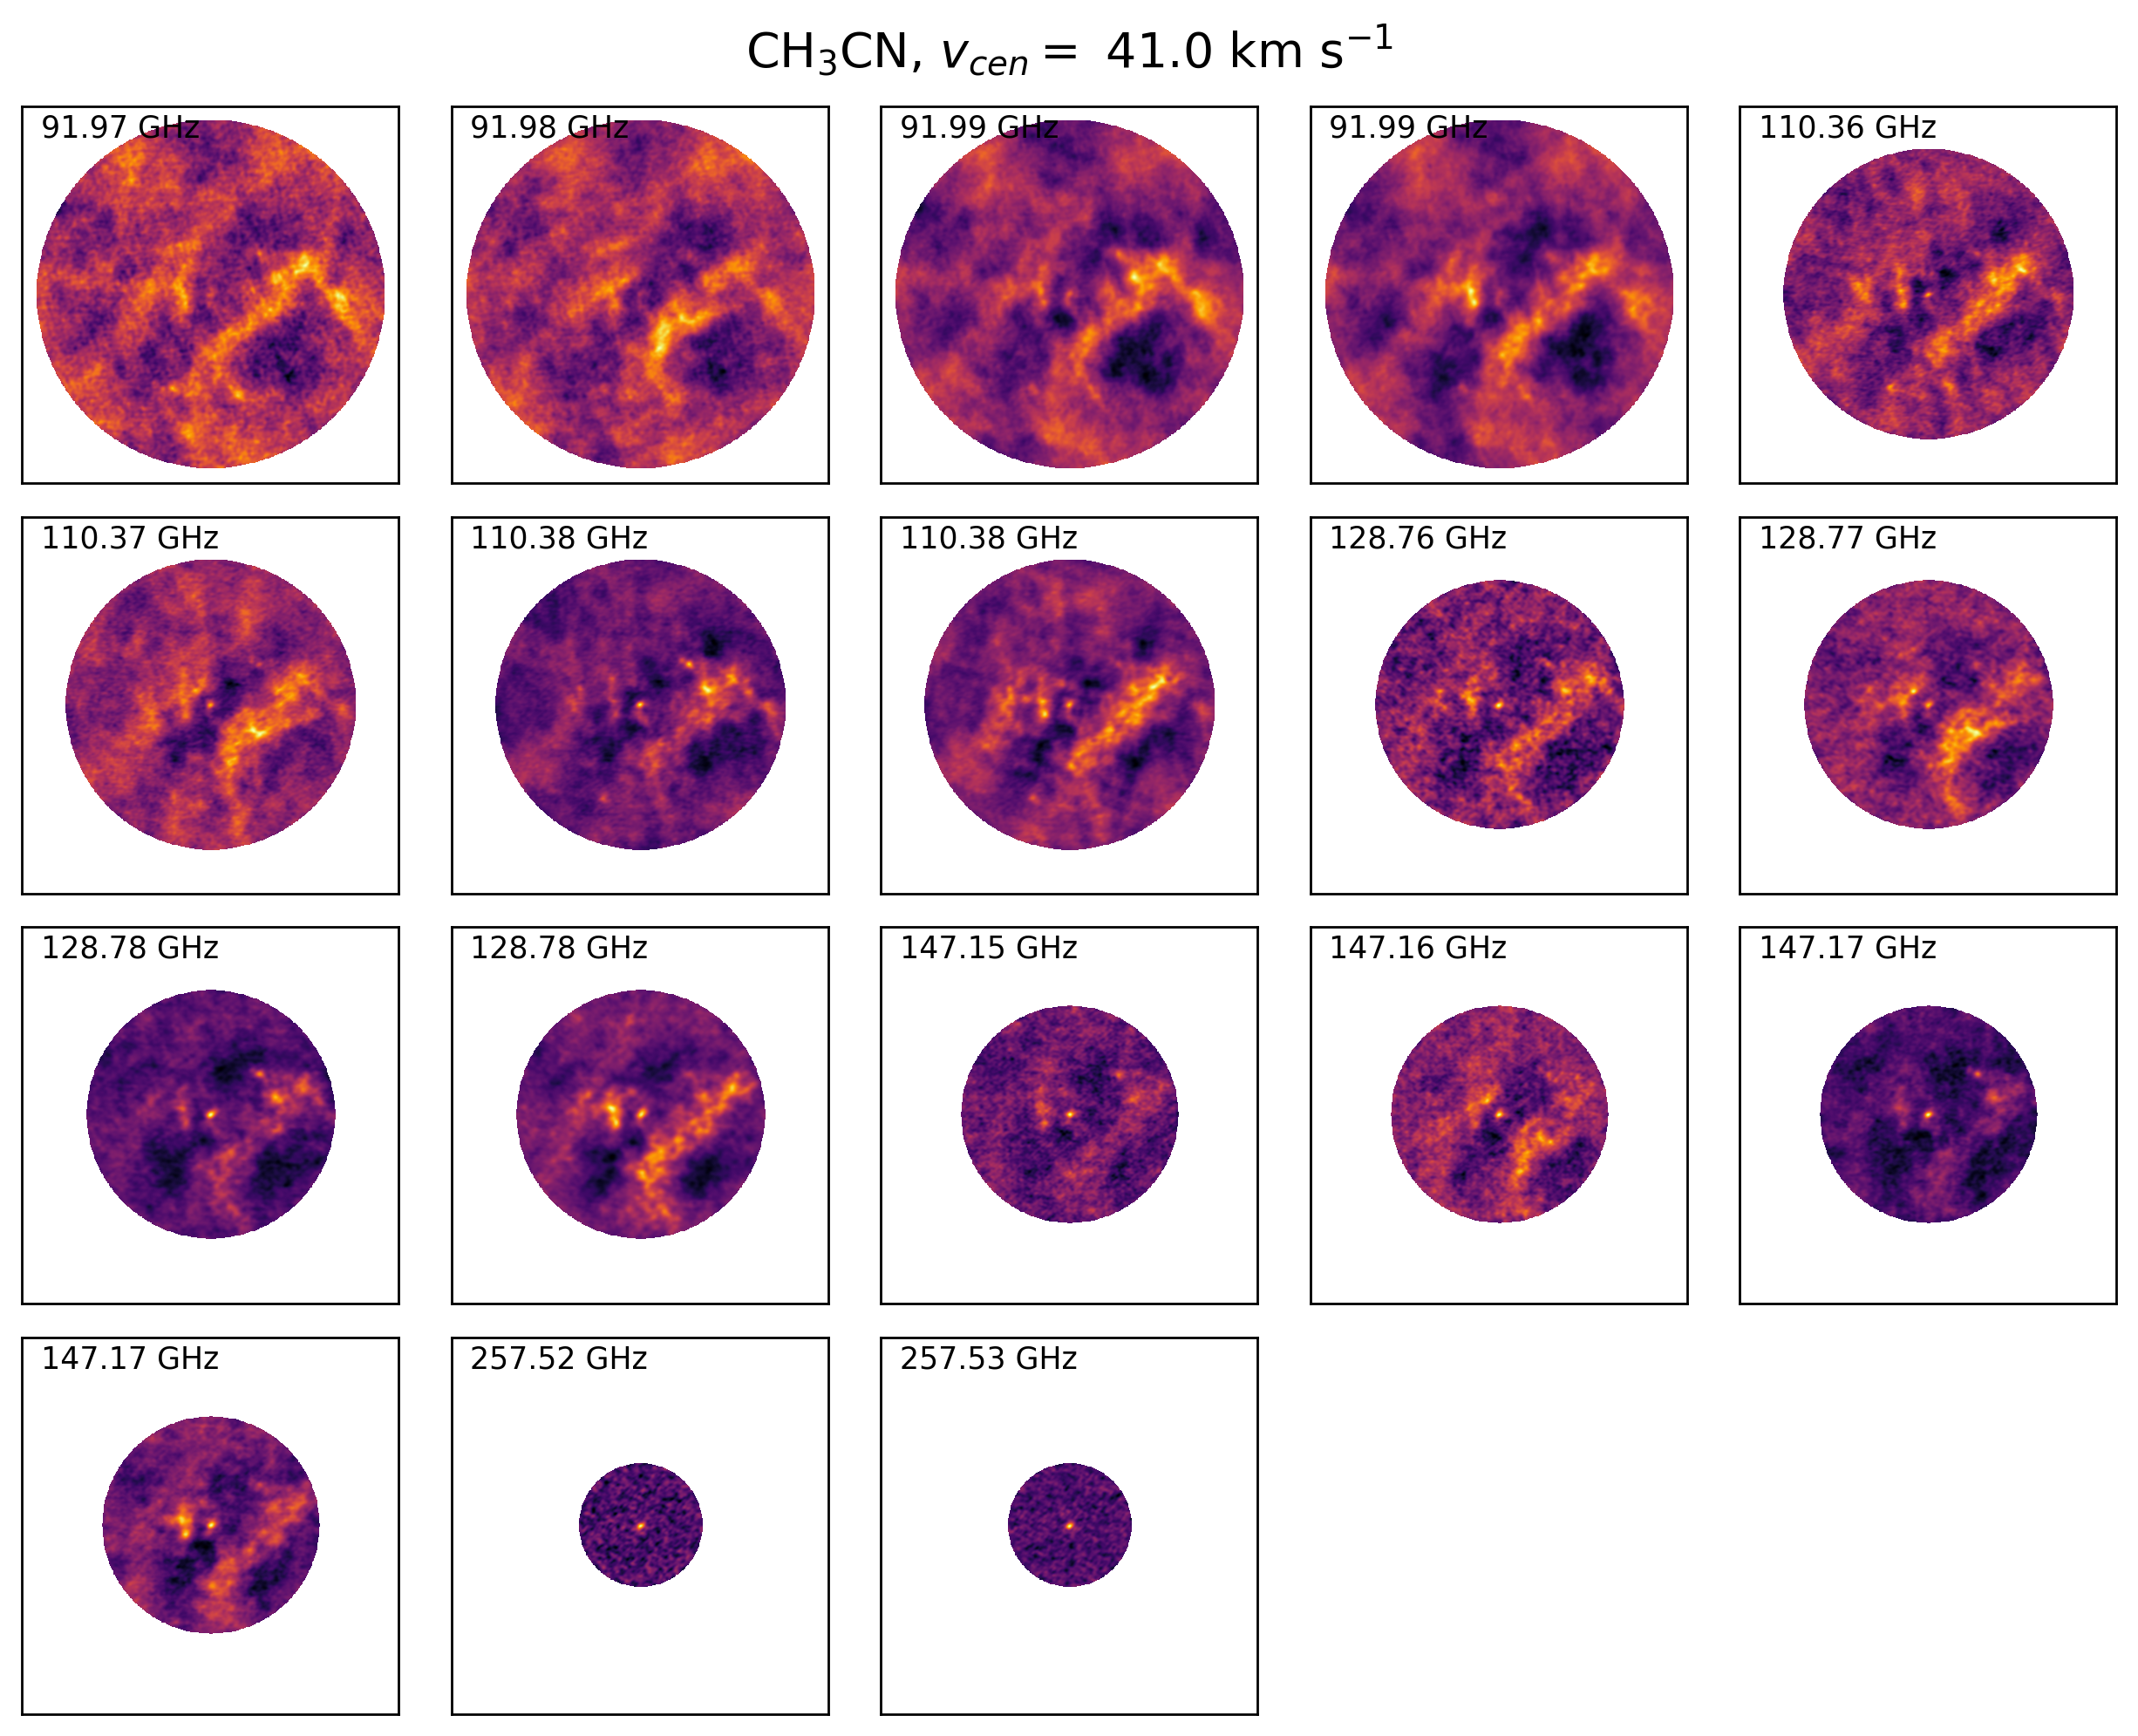 CH₃CN, v_cen = 41.0 km s⁻¹
91.97 GHz
91.98 GHz
91.99 GHz
91.99 GHz
110.36 GHz
110.37 GHz
110.38 GHz
110.38 GHz
128.76 GHz
128.77 GHz
128.78 GHz
128.78 GHz
147.15 GHz
147.16 GHz
147.17 GHz
147.17 GHz
257.52 GHz
257.53 GHz